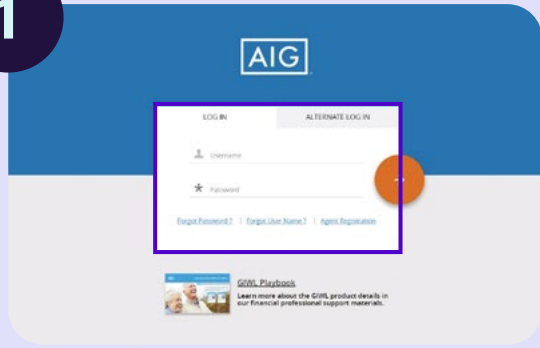 1
AIG
LOG IN
ALTERNATE LOG IN
Username
Password
Forgot Password ? | Forgot User Name ? | Agent Registration
GIWL Playbook
Learn more about the GIWL product details in
our financial professional support materials.